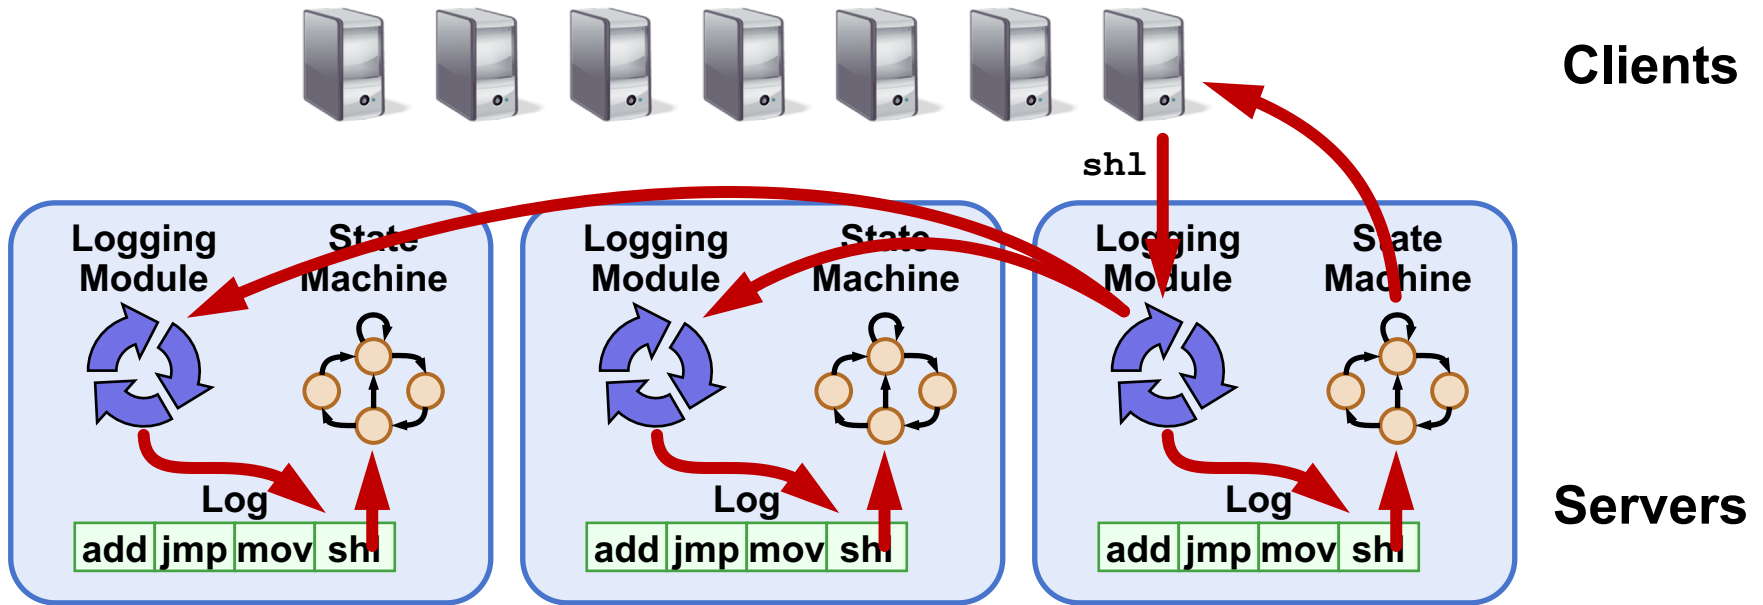 Clients
shl
Logging
Module
State
Machine
Log
add jmp mov shl
Logging
Module
State
Machine
Log
add jmp mov shl
Logging
Module
State
Machine
Log
add jmp mov shl
Servers